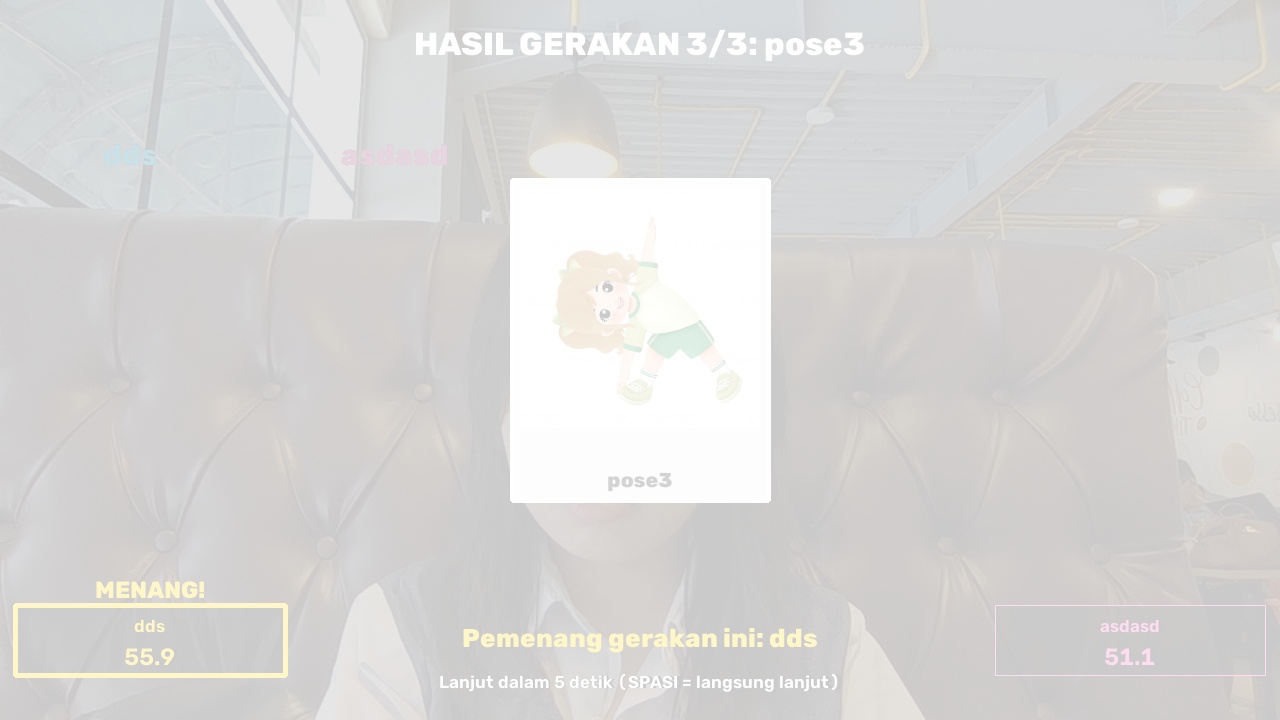 HASIL GERAKAN 3/3: pose3
dds
asdasd
pose3
MENANG!
dds
55.9
Pemenang gerakan ini: dds
Lanjut dalam 5 detik (SPASI = langsung lanjut)
asdasd
51.1